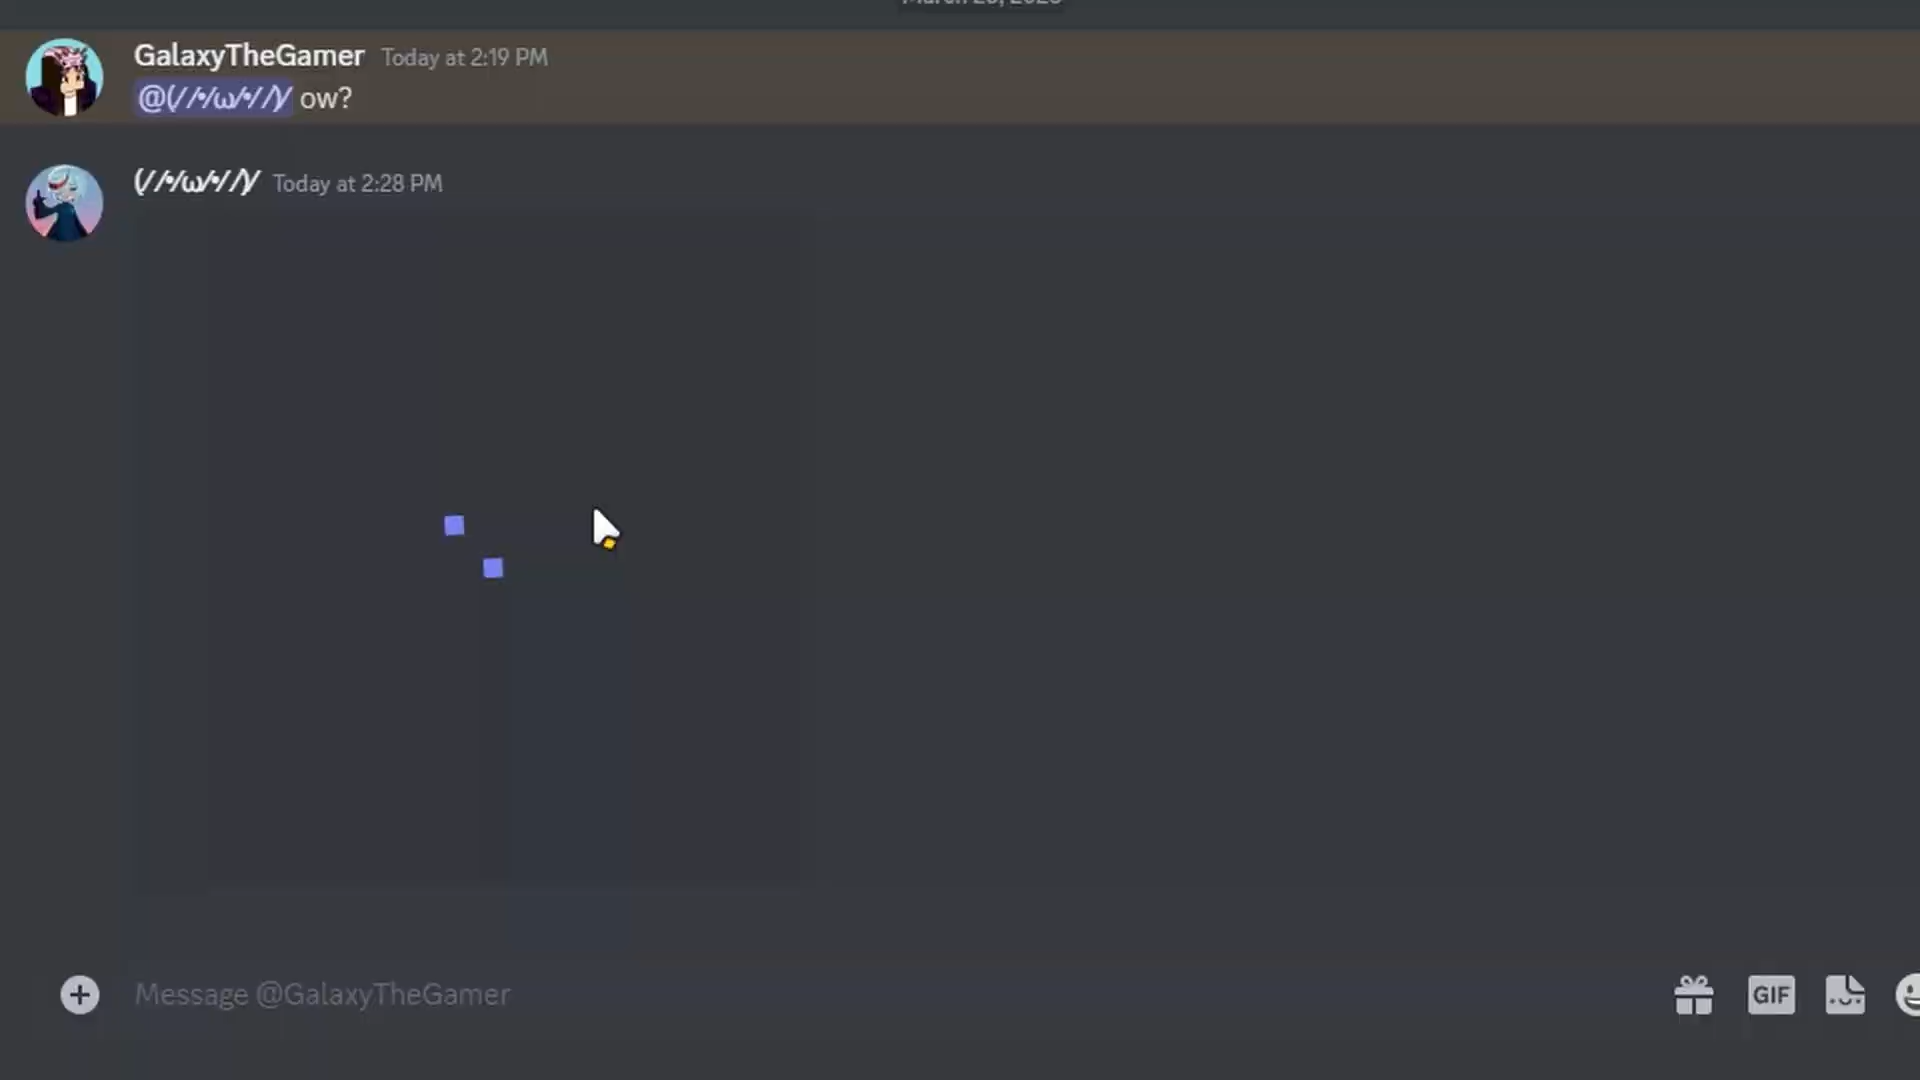 GalaxyTheGamer Today at 2:19 PM
@(/​/•/ω/•/​/)/ ow?
(/​/•/ω/•/​/)/ Today at 2:28 PM
Message @GalaxyTheGamer
GIF